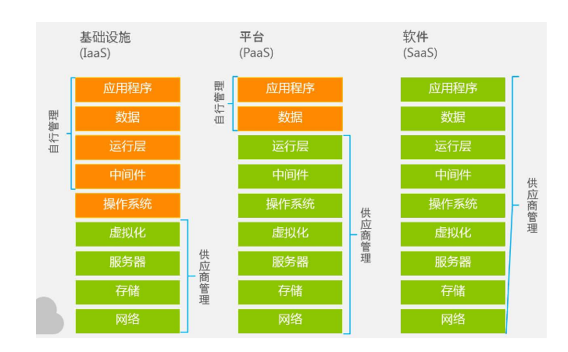 基础设施
(IaaS)
自行管理
应用程序
数据
运行层
中间件
操作系统
虚拟化
服务器
存储
网络
供应商管理
平台
(PaaS)
自行管理
应用程序
数据
运行层
中间件
操作系统
虚拟化
服务器
存储
网络
供应商管理
软件
(SaaS)
应用程序
数据
运行层
中间件
操作系统
虚拟化
服务器
存储
网络
供应商管理